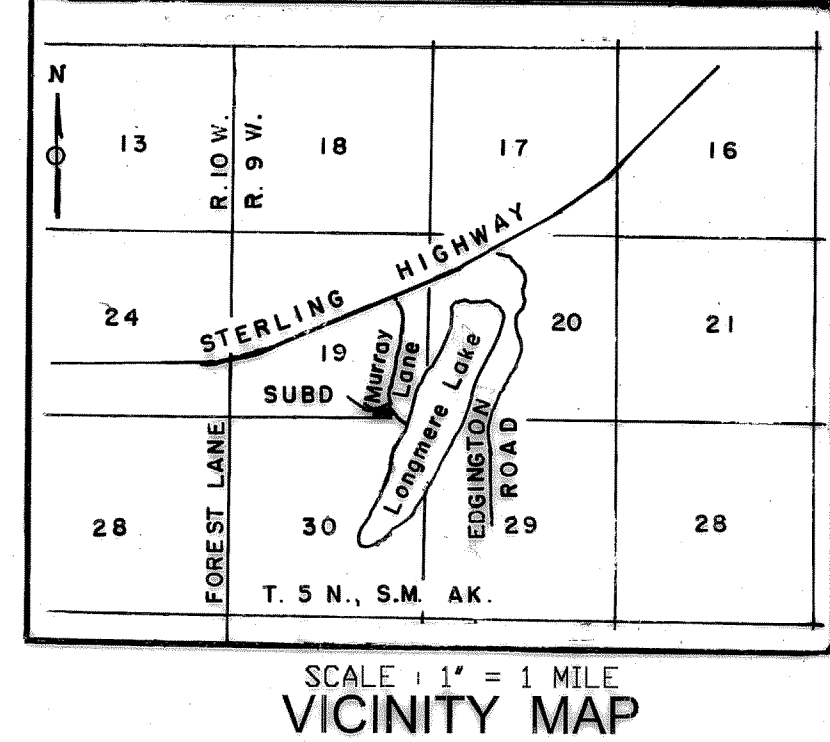 N
13
R. 10 W.
R. 9 W.
18
17
16
STERLING HIGHWAY
24
19
20
21
Murray
Lane
SUBD
Longmere Lake
EDGINGTON
ROAD
FOREST LANE
28
30
29
28
T. 5 N., S.M. AK.
SCALE : 1" = 1 MILE
VICINITY MAP